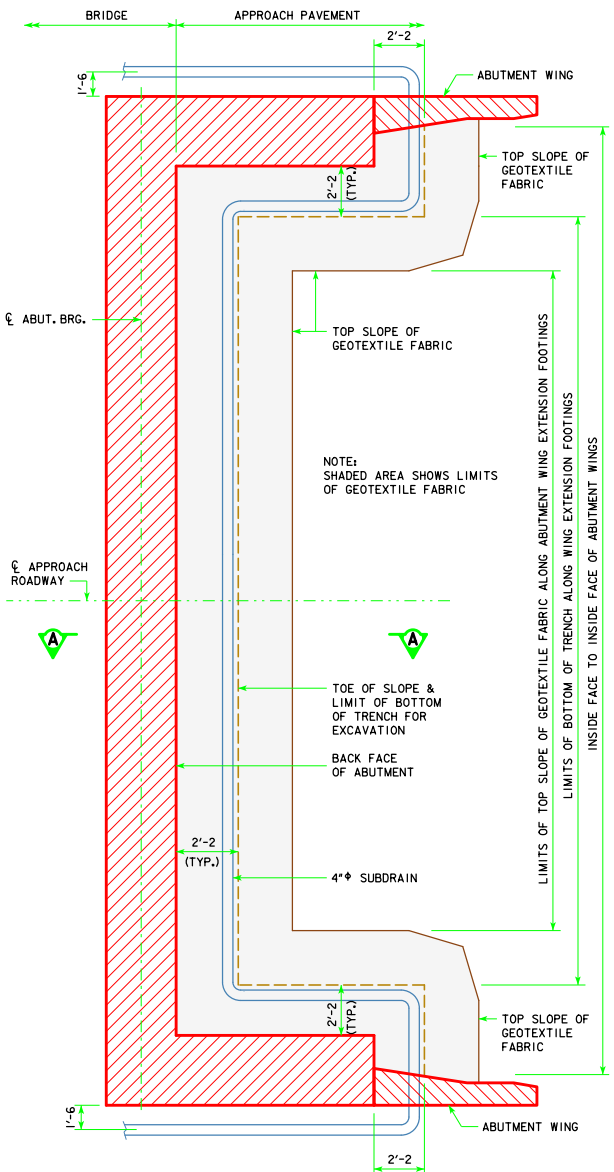 BRIDGE
APPROACH PAVEMENT
2'-2
1'-6
ABUTMENT WING
TOP SLOPE OF
GEOTEXTILE
FABRIC
2'-2
(TYP.)
℄ ABUT. BRG.
TOP SLOPE OF
GEOTEXTILE FABRIC
NOTE:
SHADED AREA SHOWS LIMITS
OF GEOTEXTILE FABRIC
LIMITS OF TOP SLOPE OF GEOTEXTILE FABRIC ALONG ABUTMENT WING EXTENSION FOOTINGS
LIMITS OF BOTTOM OF TRENCH ALONG WING EXTENSION FOOTINGS
INSIDE FACE TO INSIDE FACE OF ABUTMENT WINGS
℄ APPROACH
ROADWAY
A
A
TOE OF SLOPE &
LIMIT OF BOTTOM
OF TRENCH FOR
EXCAVATION
BACK FACE
OF ABUTMENT
2'-2
(TYP.)
4"ϕ SUBDRAIN
2'-2
(TYP.)
TOP SLOPE OF
GEOTEXTILE
FABRIC
1'-6
ABUTMENT WING
2'-2